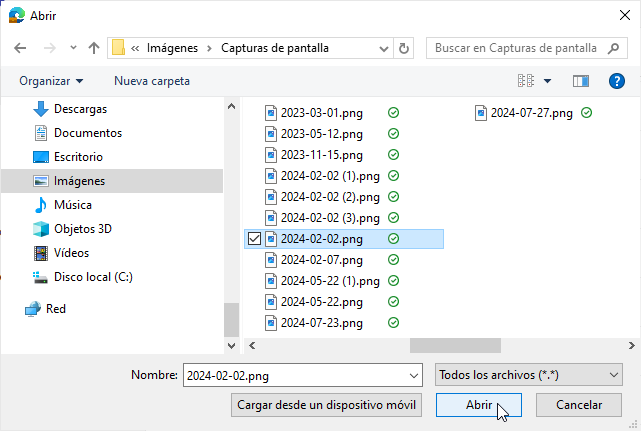 Abrir
« Imágenes > Capturas de pantalla
Buscar en Capturas de pantalla
Organizar
Nueva carpeta
Descargas
Documentos
Escritorio
Imágenes
Música
Objetos 3D
Vídeos
Disco local (C:)
Red
2023-03-01.png
2023-05-12.png
2023-11-15.png
2024-02-02 (1).png
2024-02-02 (2).png
2024-02-02 (3).png
2024-02-02.png
2024-02-07.png
2024-05-22 (1).png
2024-05-22.png
2024-07-23.png
2024-07-27.png
Nombre: 2024-02-02.png
Todos los archivos (*.*)
Cargar desde un dispositivo móvil
Abrir
Cancelar